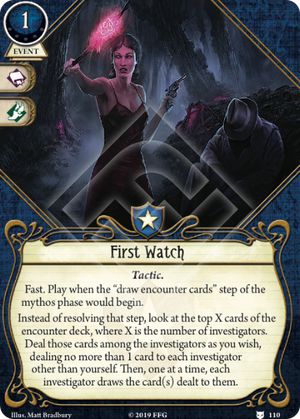 1
EVENT
First Watch
Tactic.
Fast. Play when the “draw encounter cards” step of the
mythos phase would begin.
Instead of resolving that step, look at the top X cards of the
encounter deck, where X is the number of investigators.
Deal those cards among the investigators as you wish,
dealing no more than 1 card to each investigator
other than yourself. Then, one at a time, each
investigator draws the card(s) dealt to them.
Illus. Matt Bradbury © 2019 FFG 110